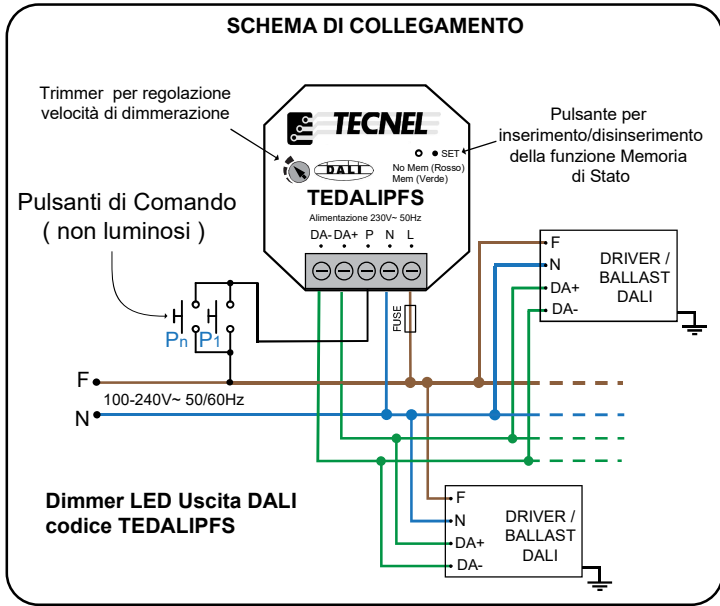 SCHEMA DI COLLEGAMENTO
Trimmer per regolazione
velocità di dimmerazione
TECNEL
SET
DALI
No Mem (Rosso)
Mem (Verde)
TEDALIPFS
Alimentazione 230V~ 50Hz
DA- DA+ P N L
Pulsante per
inserimento/disinserimento
della funzione Memoria
di Stato
Pulsanti di Comando
( non luminosi )
Pn P1
FUSE
F
N
DA+
DA-
DRIVER /
BALLAST
DALI
F
100-240V~ 50/60Hz
N
Dimmer LED Uscita DALI
codice TEDALIPFS
F
N
DA+
DA-
DRIVER /
BALLAST
DALI